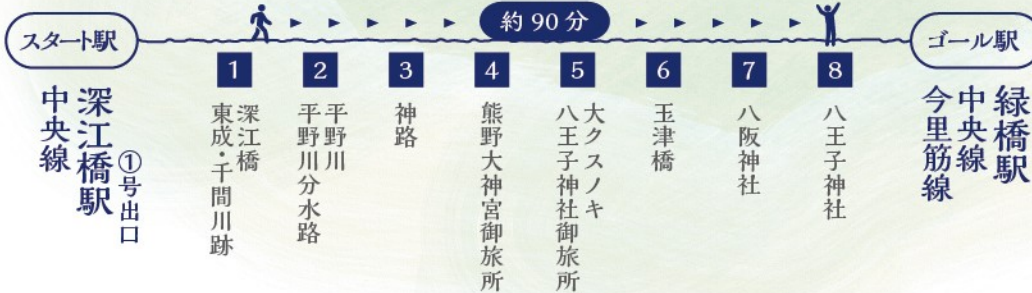 約90分
スタート駅
深江橋駅
①号出口
中央線
1
深江橋
東成・千間川跡
2
平野川
平野川分水路
3
神路
4
熊野大神宮御旅所
5
大クスノキ
八王子神社御旅所
6
玉津橋
7
八阪神社
8
八王子神社
ゴール駅
緑橋駅
中央線
今里筋線